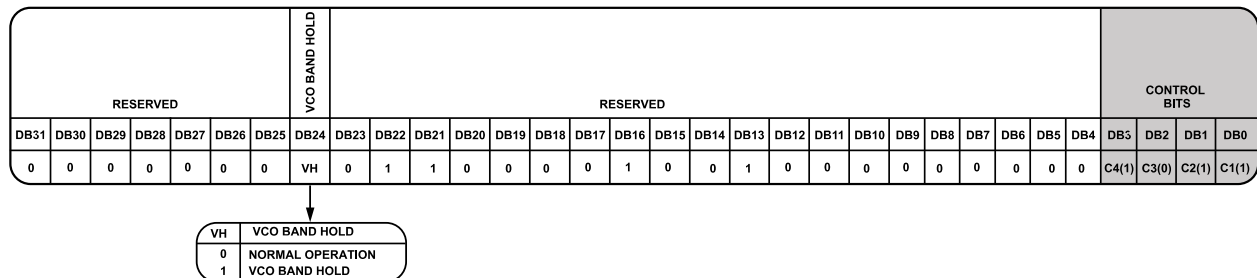 VCO BAND HOLD
RESERVED
RESERVED
CONTROL
BITS
DB31 DB30 DB29 DB28 DB27 DB26 DB25 DB24 DB23 DB22 DB21 DB20 DB19 DB18 DB17 DB16 DB15 DB14 DB13 DB12 DB11 DB10 DB9 DB8 DB7 DB6 DB5 DB4 DB3 DB2 DB1 DB0
0 0 0 0 0 0 0 VH 0 1 1 0 0 0 0 1 0 0 1 0 0 0 0 0 0 0 0 0 C4(1) C3(0) C2(1) C1(1)
VH VCO BAND HOLD
0 NORMAL OPERATION
1 VCO BAND HOLD